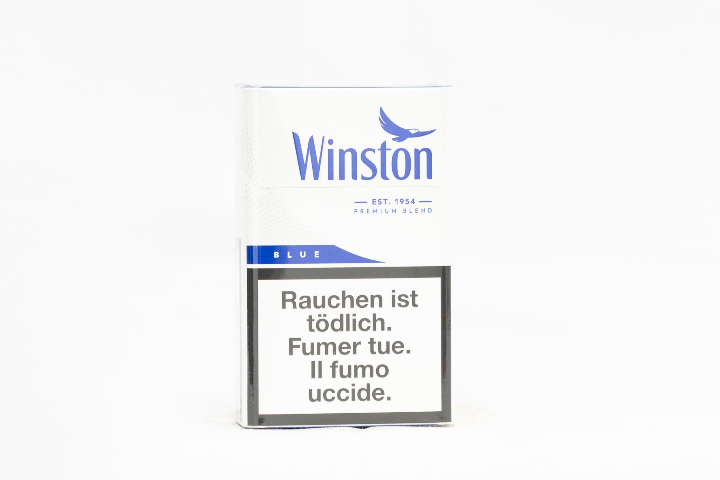 Winston
EST. 1954
PREMIUM BLEND
BLUE
Rauchen ist
tödlich.
Fumer tue.
Il fumo
uccide.